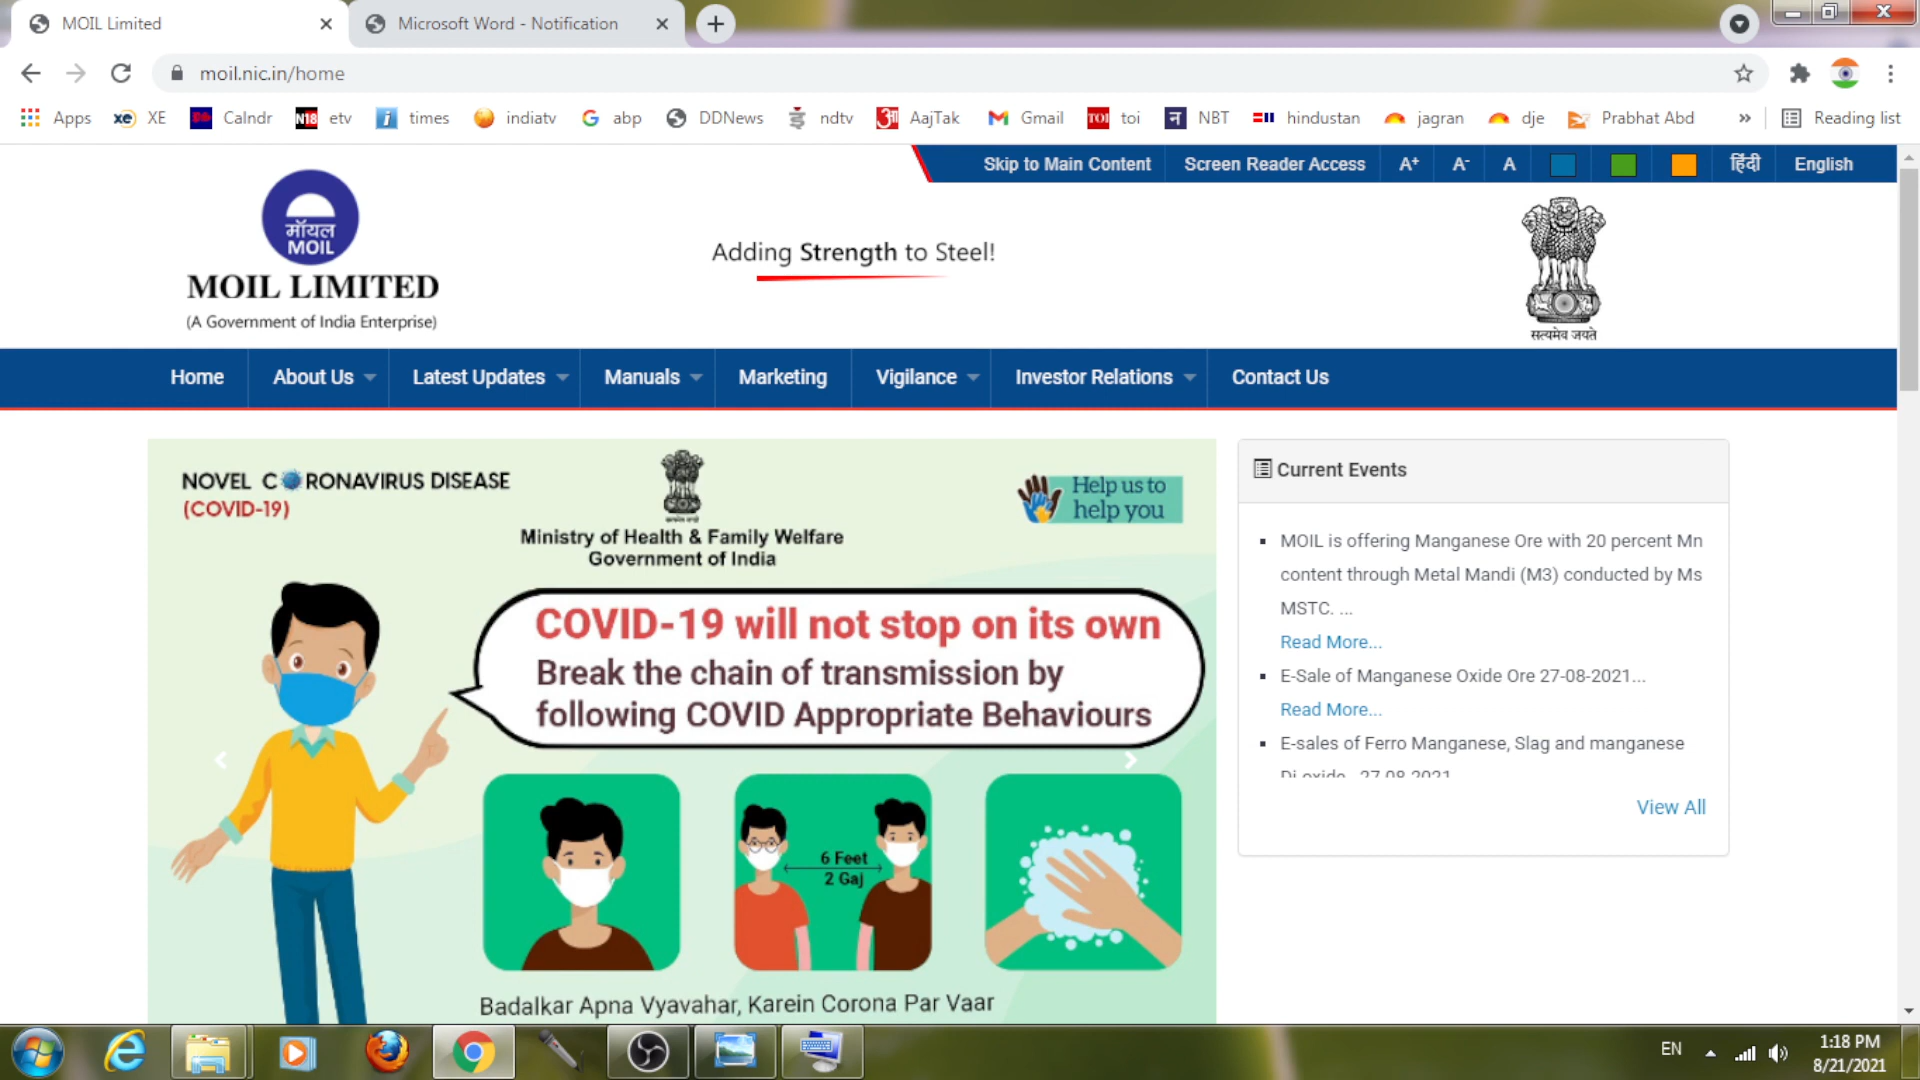 MOIL Limited
Microsoft Word - Notification
moil.nic.in/home
Apps XE Calndr N18 etv times indiatv abp DDNews ndtv AajTak Gmail TOI toi NBT hindustan jagran dje Prabhat Abd » Reading list
Skip to Main Content Screen Reader Access A+ A- A हिंदी English
मॉयल
MOIL
MOIL LIMITED
(A Government of India Enterprise)
Adding Strength to Steel!
सत्यमेव जयते
Home About Us Latest Updates Manuals Marketing Vigilance Investor Relations Contact Us
NOVEL CORONAVIRUS DISEASE
(COVID-19)
Ministry of Health & Family Welfare
Government of India
Help us to
help you
COVID-19 will not stop on its own
Break the chain of transmission by
following COVID Appropriate Behaviours
6 Feet
2 Gaj
Badalkar Apna Vyavahar, Karein Corona Par Vaar
Current Events
MOIL is offering Manganese Ore with 20 percent Mn
content through Metal Mandi (M3) conducted by Ms
MSTC. ...
Read More...
E-Sale of Manganese Oxide Ore 27-08-2021...
Read More...
E-sales of Ferro Manganese, Slag and manganese
Di oxide 27.08.2021
View All
EN
1:18 PM
8/21/2021